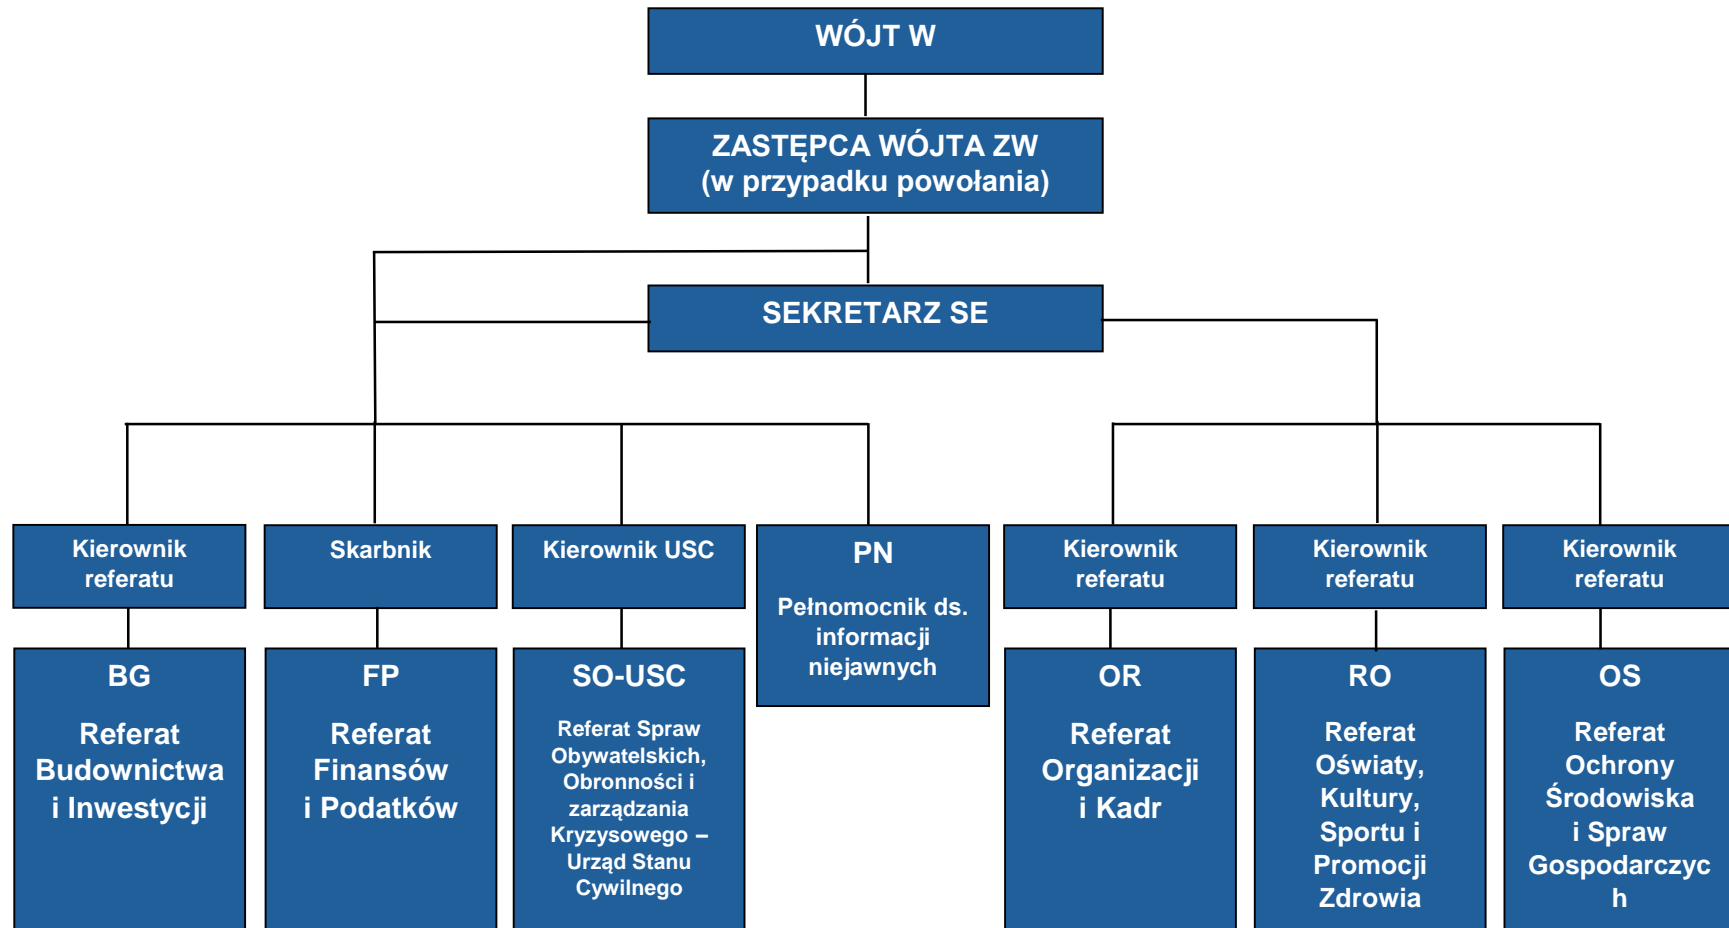 WÓJT W
ZASTĘPCA WÓJTA ZW
(w przypadku powołania)
SEKRETARZ SE
Kierownik
referatu
Skarbnik
Kierownik USC
PN
Pełnomocnik ds.
informacji
niejawnych
Kierownik
referatu
Kierownik
referatu
Kierownik
referatu
BG
Referat
Budownictwa
i Inwestycji
FP
Referat
Finansów
i Podatków
SO-USC
Referat Spraw
Obywatelskich,
Obronności i
zarządzania
Kryzysowego –
Urząd Stanu
Cywilnego
OR
Referat
Organizacji
i Kadr
RO
Referat
Oświaty,
Kultury,
Sportu i
Promocji
Zdrowia
OS
Referat
Ochrony
Środowiska
i Spraw
Gospodarczyc
h